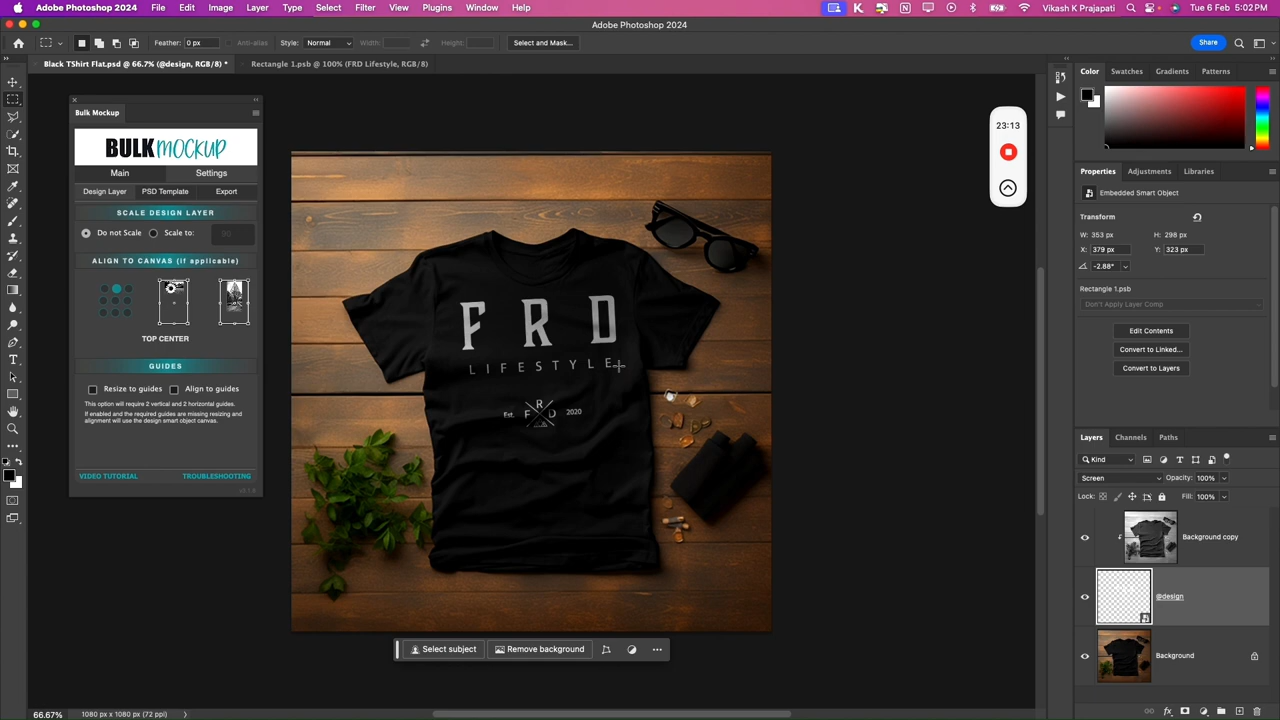 Adobe Photoshop 2024 File Edit Image Layer Type Select Filter View Plugins Window Help Vikash K Prajapati Tue 6 Feb 5:02PM
Adobe Photoshop 2024
Feather: 0 px Anti-alias Style: Normal Width: Height: Select and Mask... Share
Black TShirt Flat.psd @ 66.7% (@design, RGB/8) * Rectangle 1.psb @ 100% (FRD Lifestyle, RGB/8)
Color Swatches Gradients Patterns
Bulk Mockup
BULK MOCKUP
Main Settings
Design Layer PSD Template Export
SCALE DESIGN LAYER
Do not Scale Scale to: 90
ALIGN TO CANVAS (if applicable)
TOP CENTER
GUIDES
Resize to guides Align to guides
This option will require 2 vertical and 2 horizontal guides.
If enabled and the required guides are missing resizing and
alignment will use the design smart object canvas.
VIDEO TUTORIAL TROUBLESHOOTING
23:13
F R D
LIFESTYLE
Est. R F D 2020
Select subject Remove background
Properties Adjustments Libraries
Embedded Smart Object
Transform
W: 353 px H: 298 px
X: 379 px Y: 323 px
-2.88°
Rectangle 1.psb
Don't Apply Layer Comp
Edit Contents
Convert to Linked...
Convert to Layers
Layers Channels Paths
Kind
Screen Opacity: 100%
Lock: Fill: 100%
Background copy
@design
Background
66.67% 1080 px x 1080 px (72 ppi)